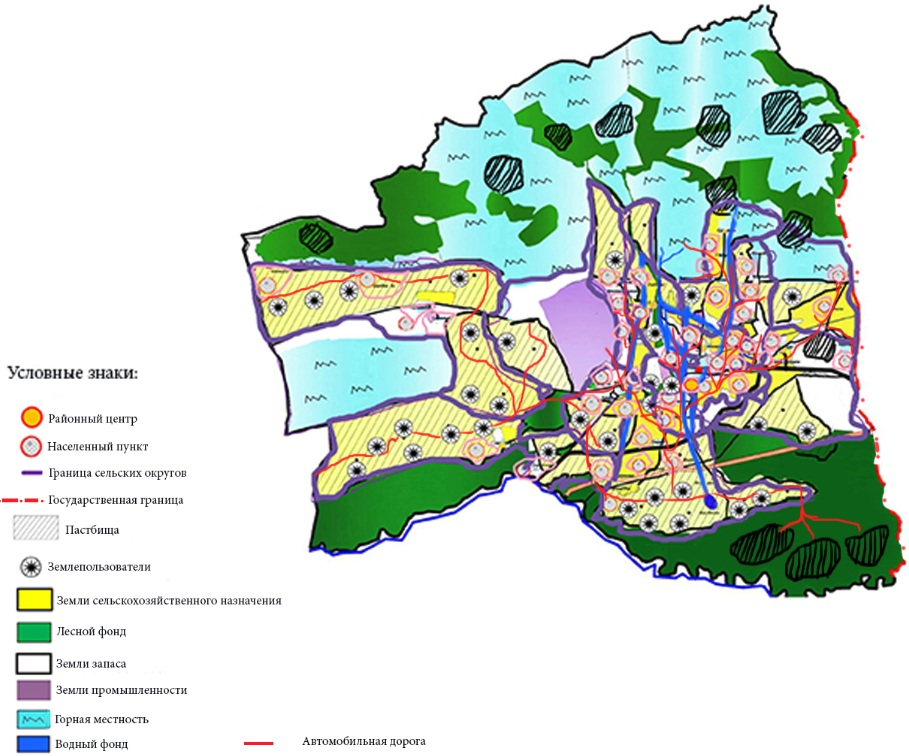 Условные знаки:
Районный центр
Населенный пункт
Граница сельских округов
Государственная граница
Пастбища
Землепользователи
Земли сельскохозяйственного назначения
Лесной фонд
Земли запаса
Земли промышленности
Горная местность
Водный фонд
Автомобильная дорога